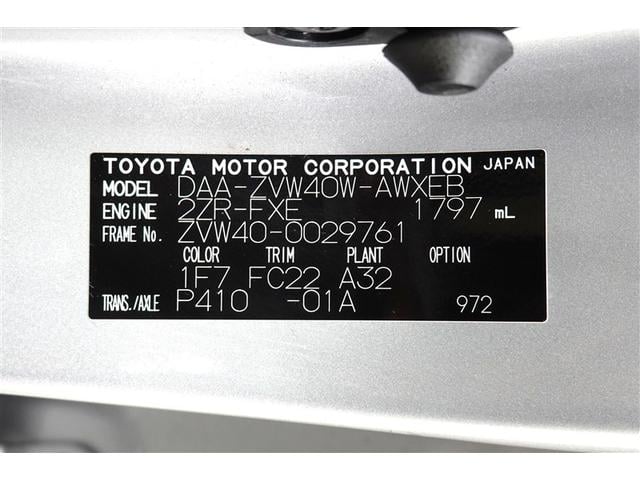 TOYOTA MOTOR CORPORATION JAPAN
MODEL DAA-ZVW40W-AWXEB
ENGINE 2ZR-FXE 1797 mL
FRAME No. ZVW40-0029761
COLOR TRIM PLANT OPTION
1F7 FC22 A32
TRANS./AXLE P410 -01A 972